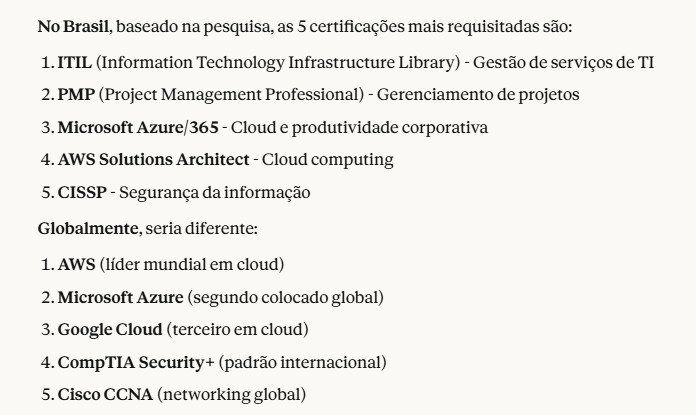 No Brasil, baseado na pesquisa, as 5 certificações mais requisitadas são:
1. ITIL (Information Technology Infrastructure Library) - Gestão de serviços de TI
2. PMP (Project Management Professional) - Gerenciamento de projetos
3. Microsoft Azure/365 - Cloud e produtividade corporativa
4. AWS Solutions Architect - Cloud computing
5. CISSP - Segurança da informação
Globalmente, seria diferente:
1. AWS (líder mundial em cloud)
2. Microsoft Azure (segundo colocado global)
3. Google Cloud (terceiro em cloud)
4. CompTIA Security+ (padrão internacional)
5. Cisco CCNA (networking global)